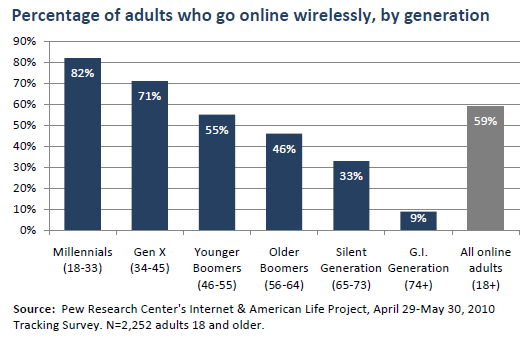 Percentage of adults who go online wirelessly, by generation
90%
80%
70%
60%
50%
40%
30%
20%
10%
0%
82%
71%
55%
46%
33%
9%
59%
Millennials
(18-33)
Gen X
(34-45)
Younger
Boomers
(46-55)
Older
Boomers
(56-64)
Silent
Generation
(65-73)
G.I.
Generation
(74+)
All online
adults
(18+)
Source: Pew Research Center's Internet & American Life Project, April 29-May 30, 2010
Tracking Survey. N=2,252 adults 18 and older.